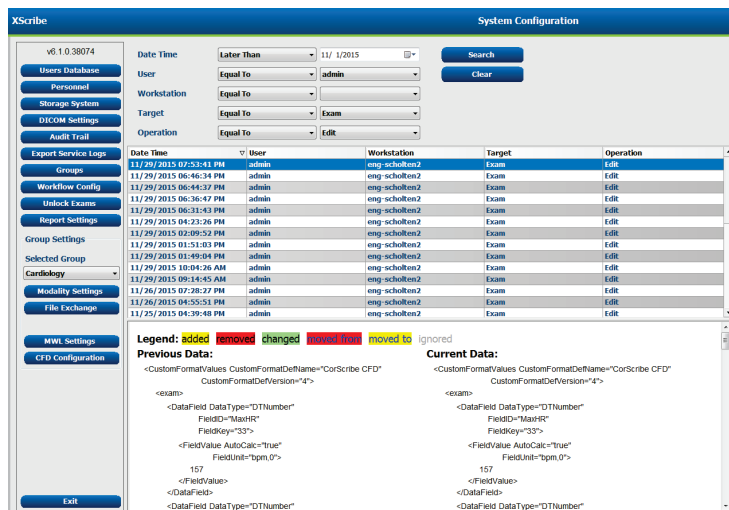 XScribe
System Configuration
v6.1.0.38074
Users Database
Personnel
Storage System
DICOM Settings
Audit Trail
Export Service Logs
Groups
Workflow Config
Unlock Exams
Report Settings
Group Settings
Selected Group
Cardiology
Modality Settings
File Exchange
MWL Settings
CFD Configuration
Exit
Date Time Later Than 11/ 1/2015 Search
User Equal To admin Clear
Workstation Equal To
Target Equal To Exam
Operation Equal To Edit
Date Time User Workstation Target Operation
11/29/2015 07:53:41 PM admin eng-scholten2 Exam Edit
11/29/2015 06:46:34 PM admin eng-scholten2 Exam Edit
11/29/2015 06:44:37 PM admin eng-scholten2 Exam Edit
11/29/2015 06:36:47 PM admin eng-scholten2 Exam Edit
11/29/2015 06:31:43 PM admin eng-scholten2 Exam Edit
11/29/2015 04:23:26 PM admin eng-scholten2 Exam Edit
11/29/2015 02:09:52 PM admin eng-scholten2 Exam Edit
11/29/2015 01:51:03 PM admin eng-scholten2 Exam Edit
11/29/2015 01:49:04 PM admin eng-scholten2 Exam Edit
11/29/2015 10:04:26 AM admin eng-scholten2 Exam Edit
11/29/2015 09:14:45 AM admin eng-scholten2 Exam Edit
11/26/2015 07:28:27 PM admin eng-scholten2 Exam Edit
11/26/2015 04:55:51 PM admin eng-scholten2 Exam Edit
11/25/2015 04:39:48 PM admin eng-scholten2 Exam Edit
Legend: added removed changed moved from moved to ignored
Previous Data:
<CustomFormatValues CustomFormatDefName="CorScribe CFD"
CustomFormatDefVersion="4">
<exam>
<DataField DataType="DTNumber"
FieldID="MaxHR"
FieldKey="33">
<FieldValue AutoCalc="true"
FieldUnit="bpm,0">
157
</FieldValue>
</DataField>
<DataField DataType="DTNumber"
Current Data:
<CustomFormatValues CustomFormatDefName="CorScribe CFD"
CustomFormatDefVersion="4">
<exam>
<DataField DataType="DTNumber"
FieldID="MaxHR"
FieldKey="33">
<FieldValue AutoCalc="true"
FieldUnit="bpm,0">
157
</FieldValue>
</DataField>
<DataField DataType="DTNumber"